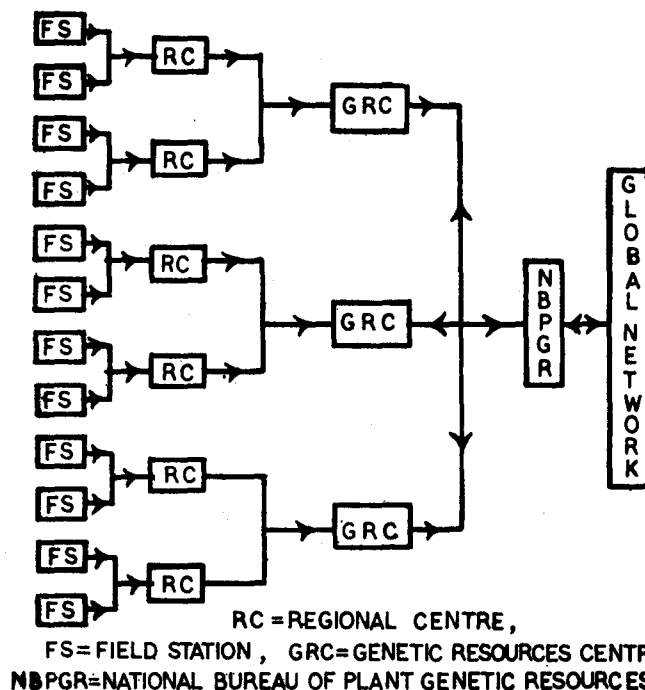 FS
FS
RC
GRC
FS
FS
RC
FS
FS
RC
GRC
FS
FS
RC
FS
FS
RC
GRC
FS
FS
RC
NBPGR
GLOBAL NETWORK
RC=REGIONAL CENTRE,
FS=FIELD STATION, GRC=GENETIC RESOURCES CENTR
NBPGR=NATIONAL BUREAU OF PLANT GENETIC RESOURCES